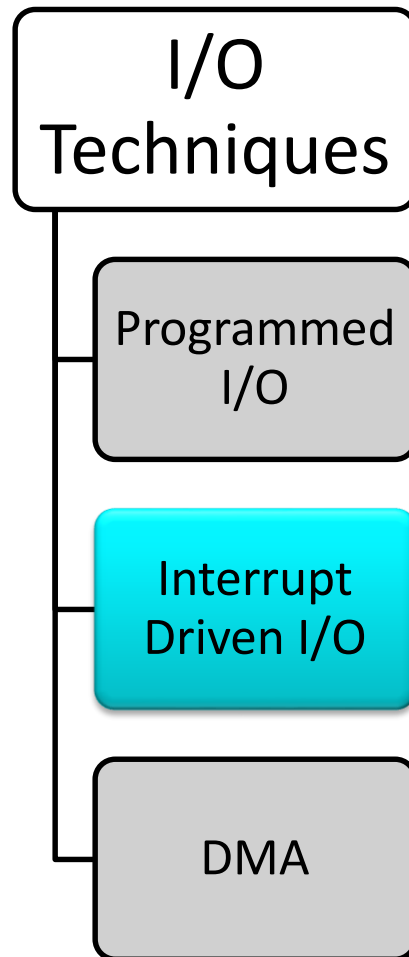 I/O
Techniques
Programmed
I/O
Interrupt
Driven I/O
DMA